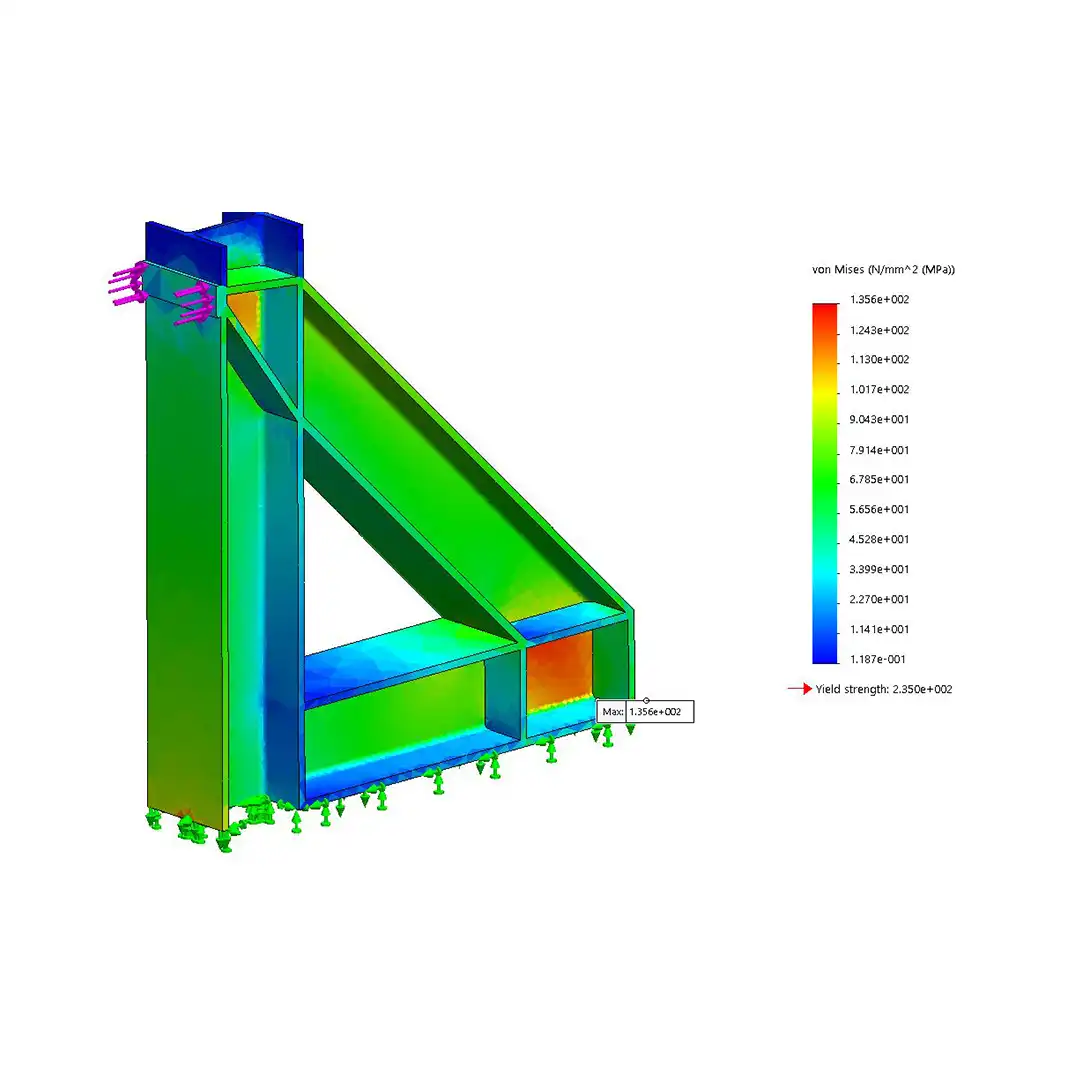 von Mises (N/mm^2 (MPa))
1.356e+002
1.243e+002
1.130e+002
1.017e+002
9.043e+001
7.914e+001
6.785e+001
5.656e+001
4.528e+001
3.399e+001
2.270e+001
1.141e+001
1.187e-001
Yield strength: 2.350e+002
Max: 1.356e+002